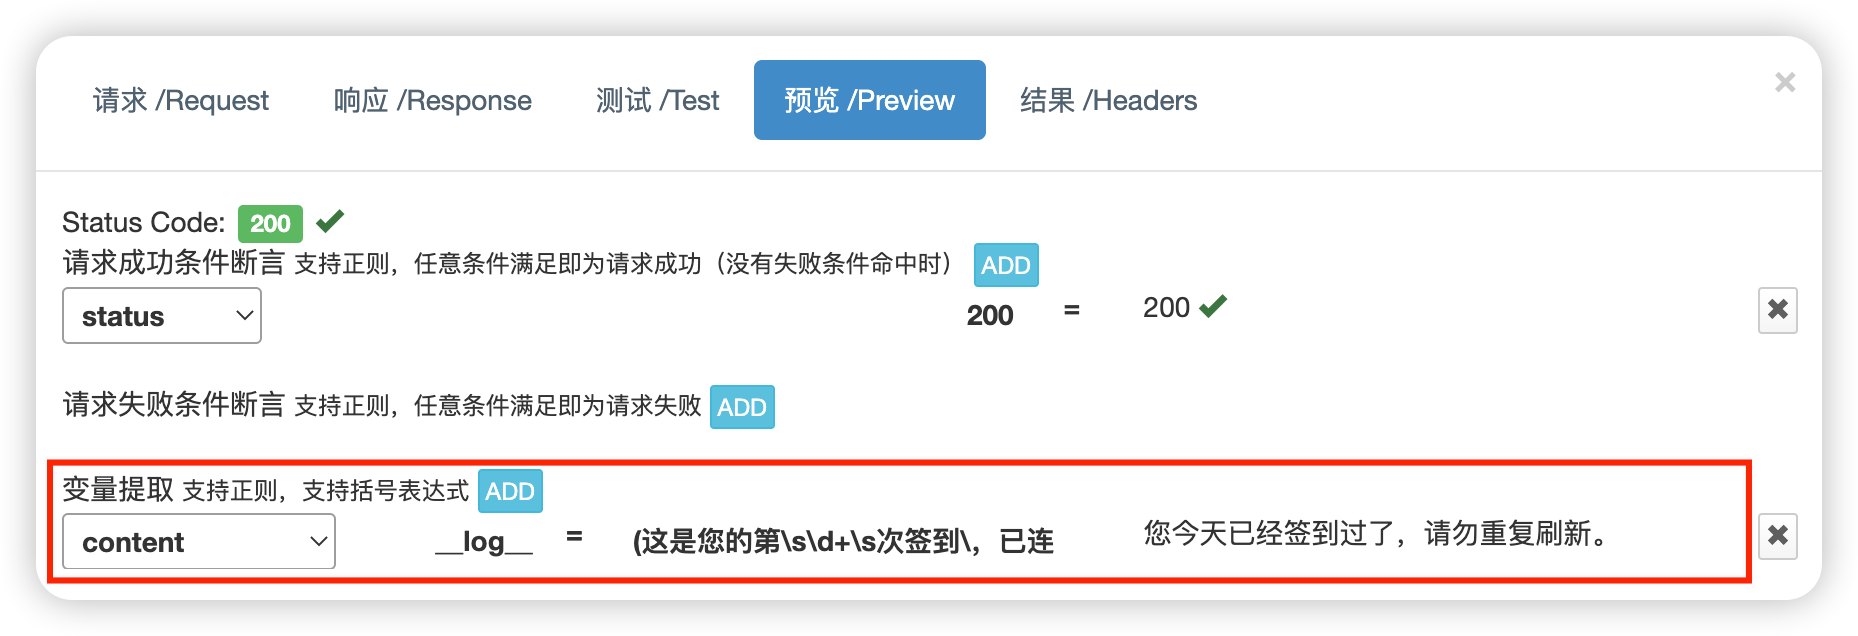 请求 /Request 响应 /Response 测试 /Test 预览 /Preview 结果 /Headers ×
Status Code: 200
请求成功条件断言 支持正则，任意条件满足即为请求成功（没有失败条件命中时） ADD
status 200 = 200
请求失败条件断言 支持正则，任意条件满足即为请求失败 ADD
变量提取 支持正则，支持括号表达式 ADD
content __log__ = (这是您的第\s\d+\s次签到\，已连 您今天已经签到过了，请勿重复刷新。